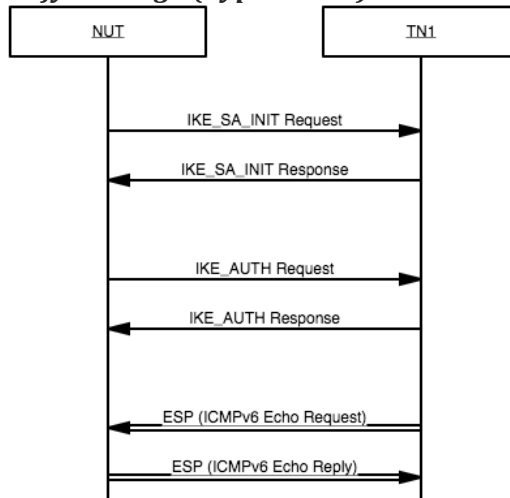 NUT TN1
IKE_SA_INIT Request
IKE_SA_INIT Response
IKE_AUTH Request
IKE_AUTH Response
ESP (ICMPv6 Echo Request)
ESP (ICMPv6 Echo Reply)